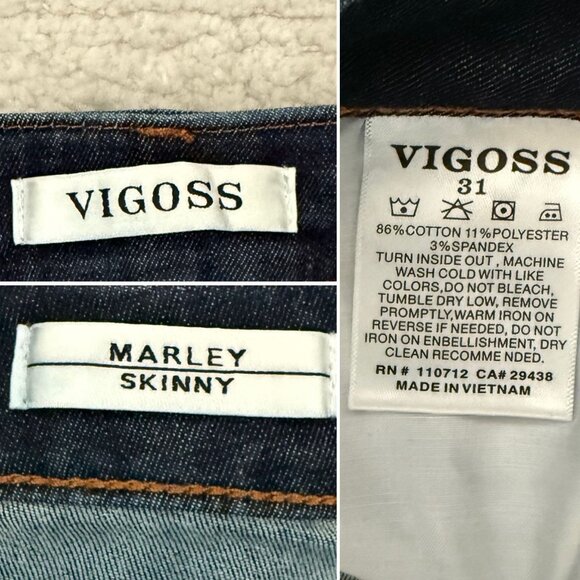 VIGOSS
MARLEY
SKINNY
VIGOSS
31
86%COTTON 11%POLYESTER
3%SPANDEX
TURN INSIDE OUT , MACHINE
WASH COLD WITH LIKE
COLORS,DO NOT BLEACH,
TUMBLE DRY LOW, REMOVE
PROMPTLY,WARM IRON ON
REVERSE IF NEEDED, DO NOT
IRON ON ENBELLISHMENT, DRY
CLEAN RECOMME NDED.
RN # 110712 CA# 29438
MADE IN VIETNAM